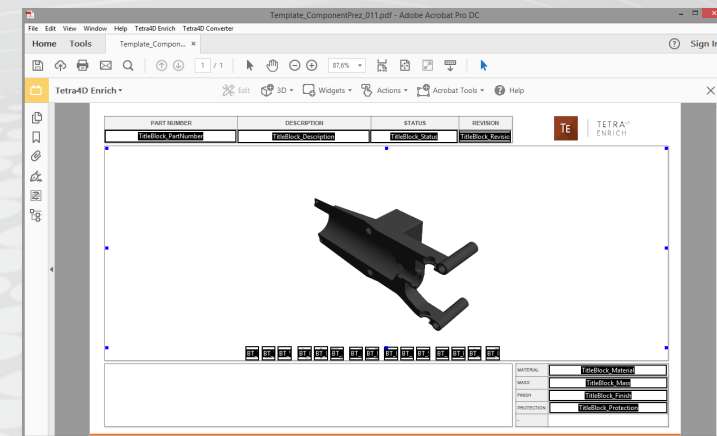 Template_ComponentPrez_011.pdf - Adobe Acrobat Pro DC
File Edit View Window Help Tetra4D Enrich Tetra4D Converter
Home Tools Template_Compon... × Sign In
1 / 1 87,6%
Tetra4D Enrich Edit 3D Widgets Actions Acrobat Tools Help
PART NUMBER DESCRIPTION STATUS REVISION
TitleBlock_PartNumber TitleBlock_Description TitleBlock_Status TitleBlock_Revisio
TE TETRA4D
ENRICH
MATERIAL TitleBlock_Material
MASS TitleBlock_Mass
FINISH TitleBlock_Finish
PROTECTION TitleBlock_Protection